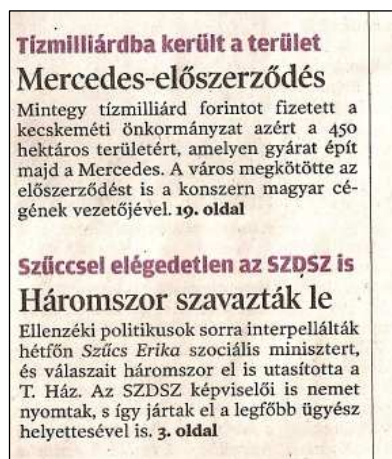 Tízmilliárdba került a terület
Mercedes-előszerződés
Mintegy tízmilliárd forintot fizetett a
kecskeméti önkormányzat azért a 450
hektáros területért, amelyen gyárat épít
majd a Mercedes. A város megkötötte az
előszerződést is a konszern magyar cé-
gének vezetőjével. 19. oldal
Szűccsel elégedetlen az SZDSZ is
Háromszor szavazták le
Ellenzéki politikusok sorra interpellálták
hétfőn Szűcs Erika szociális minisztert,
és válaszait háromszor el is utasította a
T. Ház. Az SZDSZ képviselői is nemet
nyomtak, s így jártak el a legfőbb ügyész
helyettesével is. 3. oldal